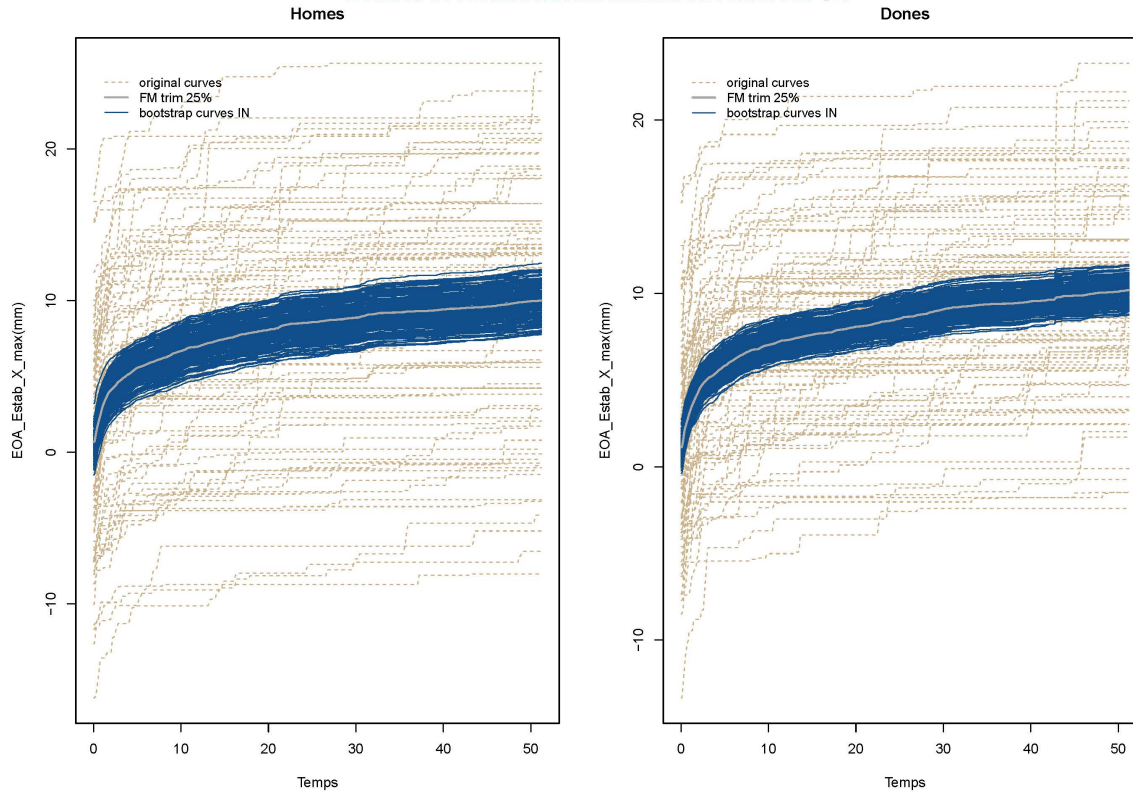 Homes
original curves
FM trim 25%
bootstrap curves IN
EOA_Estab_X_max(mm)
20
10
0
−10
0 10 20 30 40 50
Temps
Dones
original curves
FM trim 25%
bootstrap curves IN
EOA_Estab_X_max(mm)
20
10
0
−10
0 10 20 30 40 50
Temps